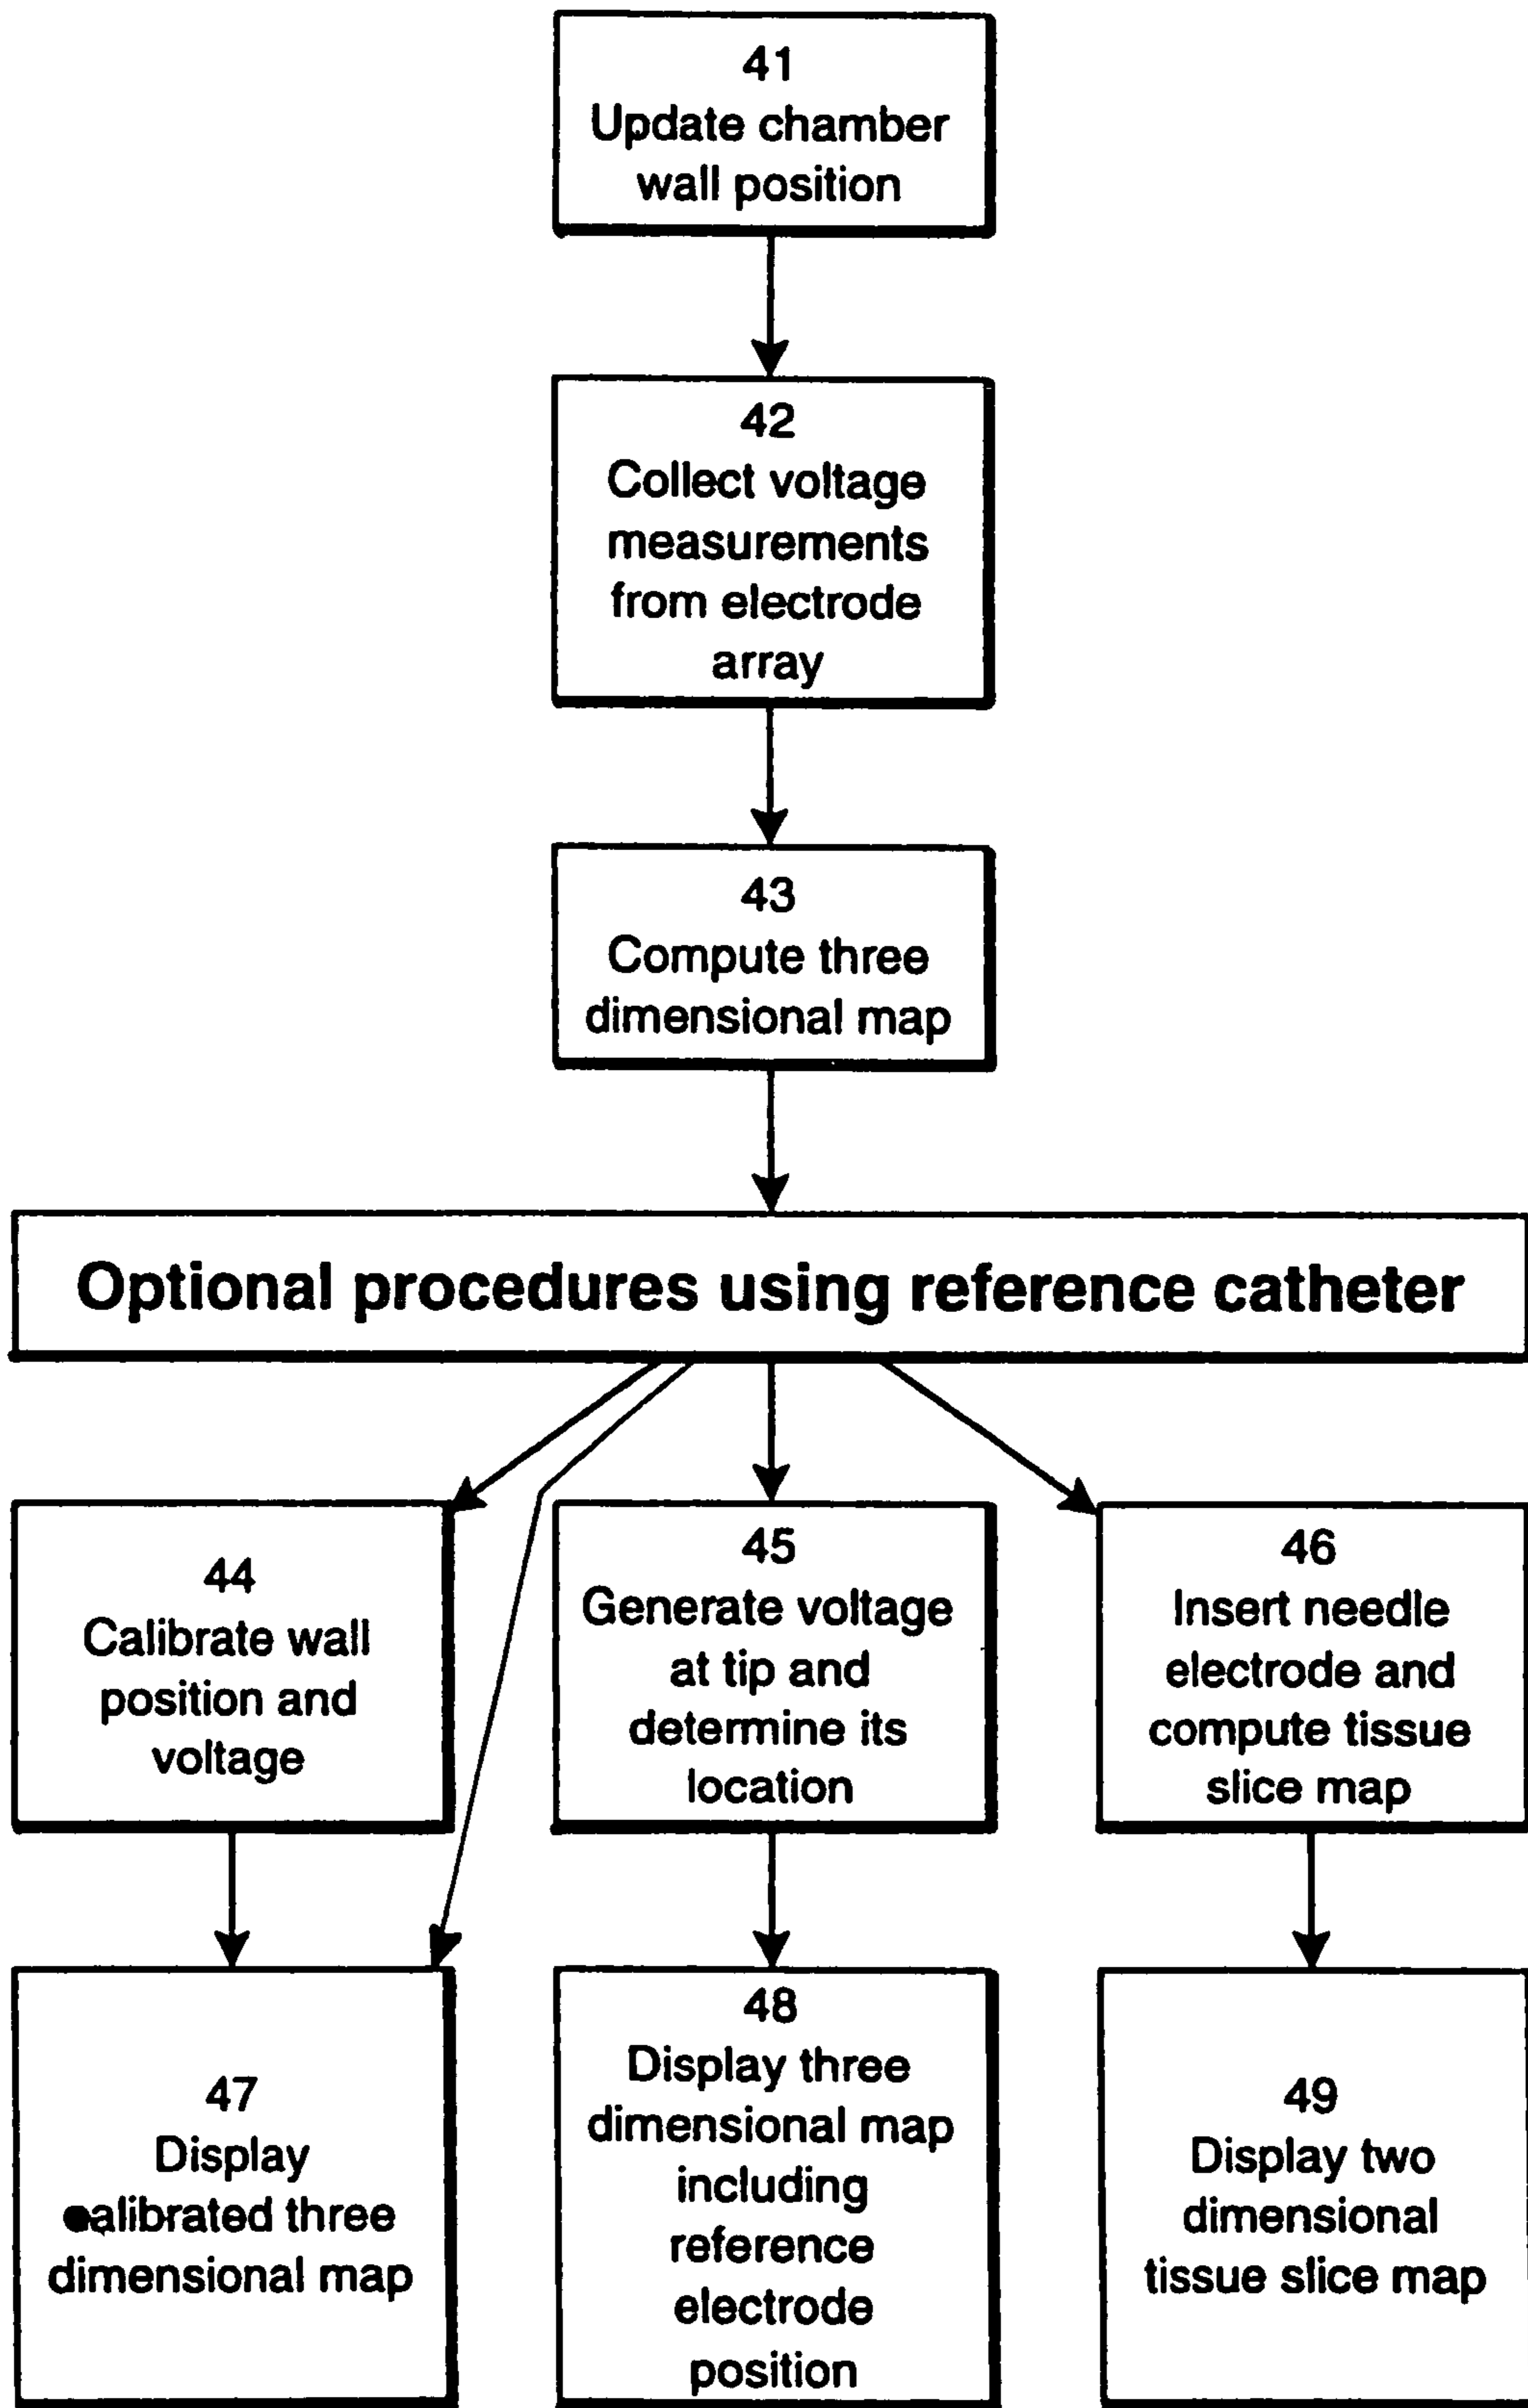 41
Update chamber
wall position
42
Collect voltage
measurements
from electrode
array
43
Compute three
dimensional map
Optional procedures using reference catheter
44
Calibrate wall
position and
voltage
45
Generate voltage
at tip and
determine its
location
46
Insert needle
electrode and
compute tissue
slice map
47
Display
calibrated three
dimensional map
48
Display three
dimensional map
including
reference
electrode
position
49
Display two
dimensional
tissue slice map